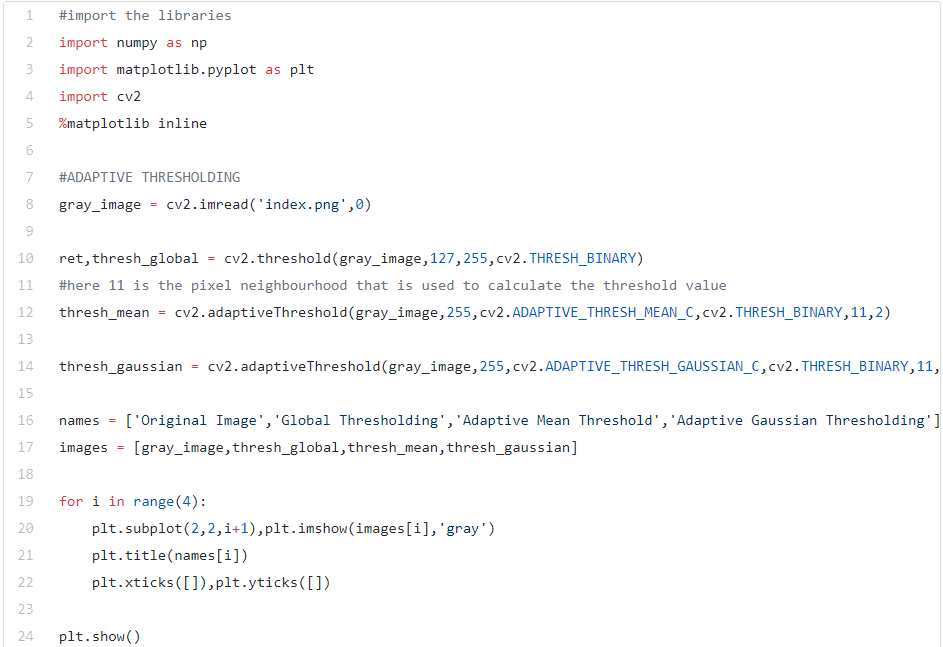 1 #import the libraries
2 import numpy as np
3 import matplotlib.pyplot as plt
4 import cv2
5 %matplotlib inline
6
7 #ADAPTIVE THRESHOLDING
8 gray_image = cv2.imread('index.png',0)
9
10 ret,thresh_global = cv2.threshold(gray_image,127,255,cv2.THRESH_BINARY)
11 #here 11 is the pixel neighbourhood that is used to calculate the threshold value
12 thresh_mean = cv2.adaptiveThreshold(gray_image,255,cv2.ADAPTIVE_THRESH_MEAN_C,cv2.THRESH_BINARY,11,2)
13
14 thresh_gaussian = cv2.adaptiveThreshold(gray_image,255,cv2.ADAPTIVE_THRESH_GAUSSIAN_C,cv2.THRESH_BINARY,11,
15
16 names = ['Original Image','Global Thresholding','Adaptive Mean Threshold','Adaptive Gaussian Thresholding']
17 images = [gray_image,thresh_global,thresh_mean,thresh_gaussian]
18
19 for i in range(4):
20     plt.subplot(2,2,i+1),plt.imshow(images[i],'gray')
21     plt.title(names[i])
22     plt.xticks([]),plt.yticks([])
23
24 plt.show()